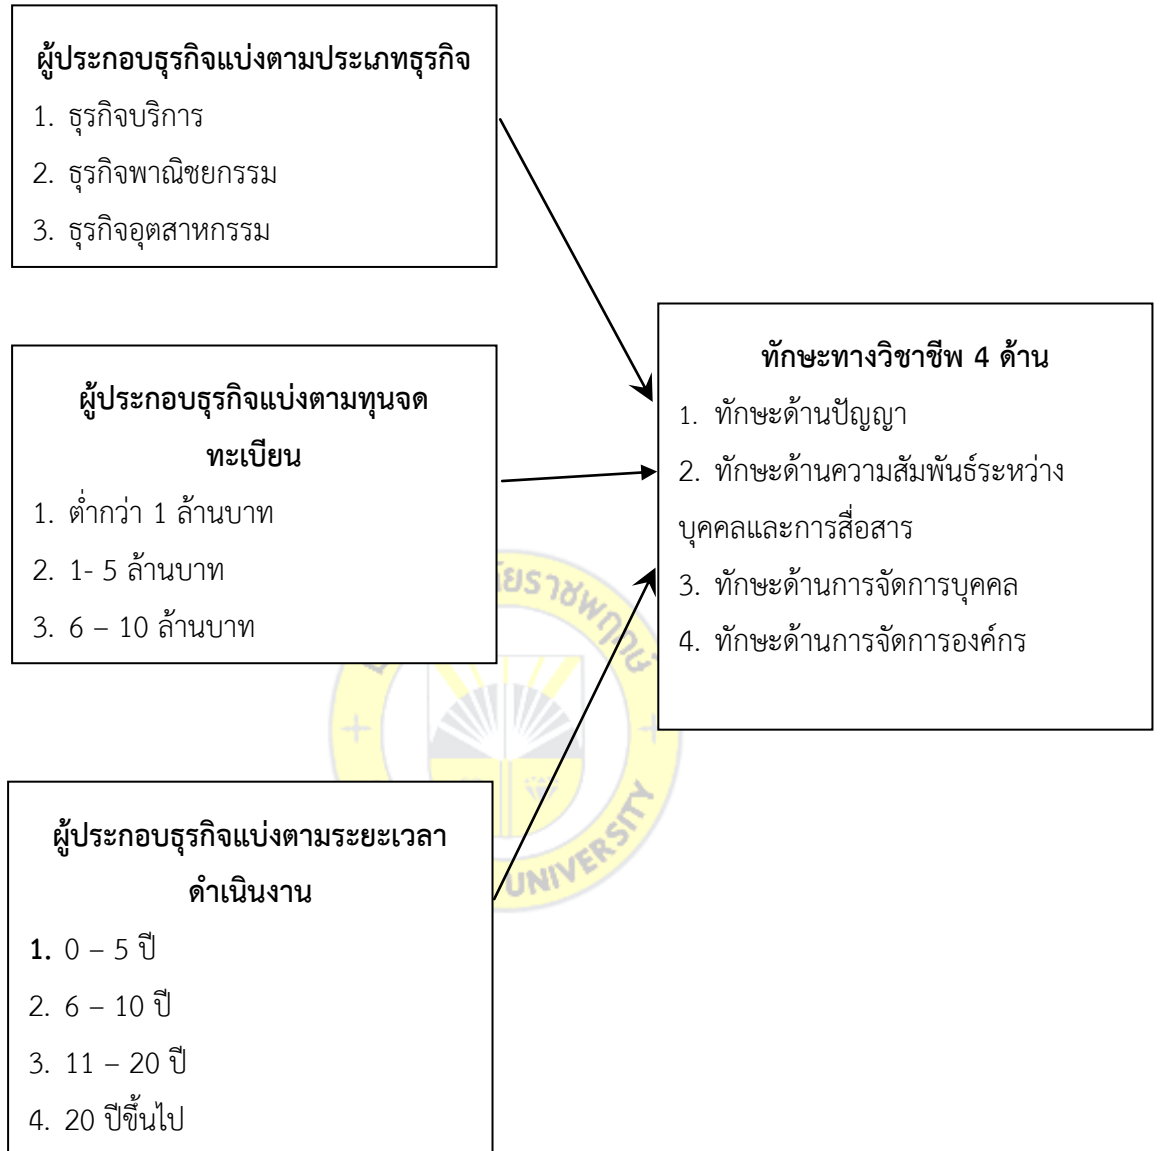 ผู้ประกอบธุรกิจแบ่งตามประเภทธุรกิจ
1. ธุรกิจบริการ
2. ธุรกิจพาณิชยกรรม
3. ธุรกิจอุตสาหกรรม
ผู้ประกอบธุรกิจแบ่งตามทุนจด
ทะเบียน
1. ต่ำกว่า 1 ล้านบาท
2. 1- 5 ล้านบาท
3. 6 – 10 ล้านบาท
ผู้ประกอบธุรกิจแบ่งตามระยะเวลา
ดำเนินงาน
1. 0 – 5 ปี
2. 6 – 10 ปี
3. 11 – 20 ปี
4. 20 ปีขึ้นไป
ทักษะทางวิชาชีพ 4 ด้าน
1. ทักษะด้านปัญญา
2. ทักษะด้านความสัมพันธ์ระหว่าง
บุคคลและการสื่อสาร
3. ทักษะด้านการจัดการบุคคล
4. ทักษะด้านการจัดการองค์กร
UNIVERSITY